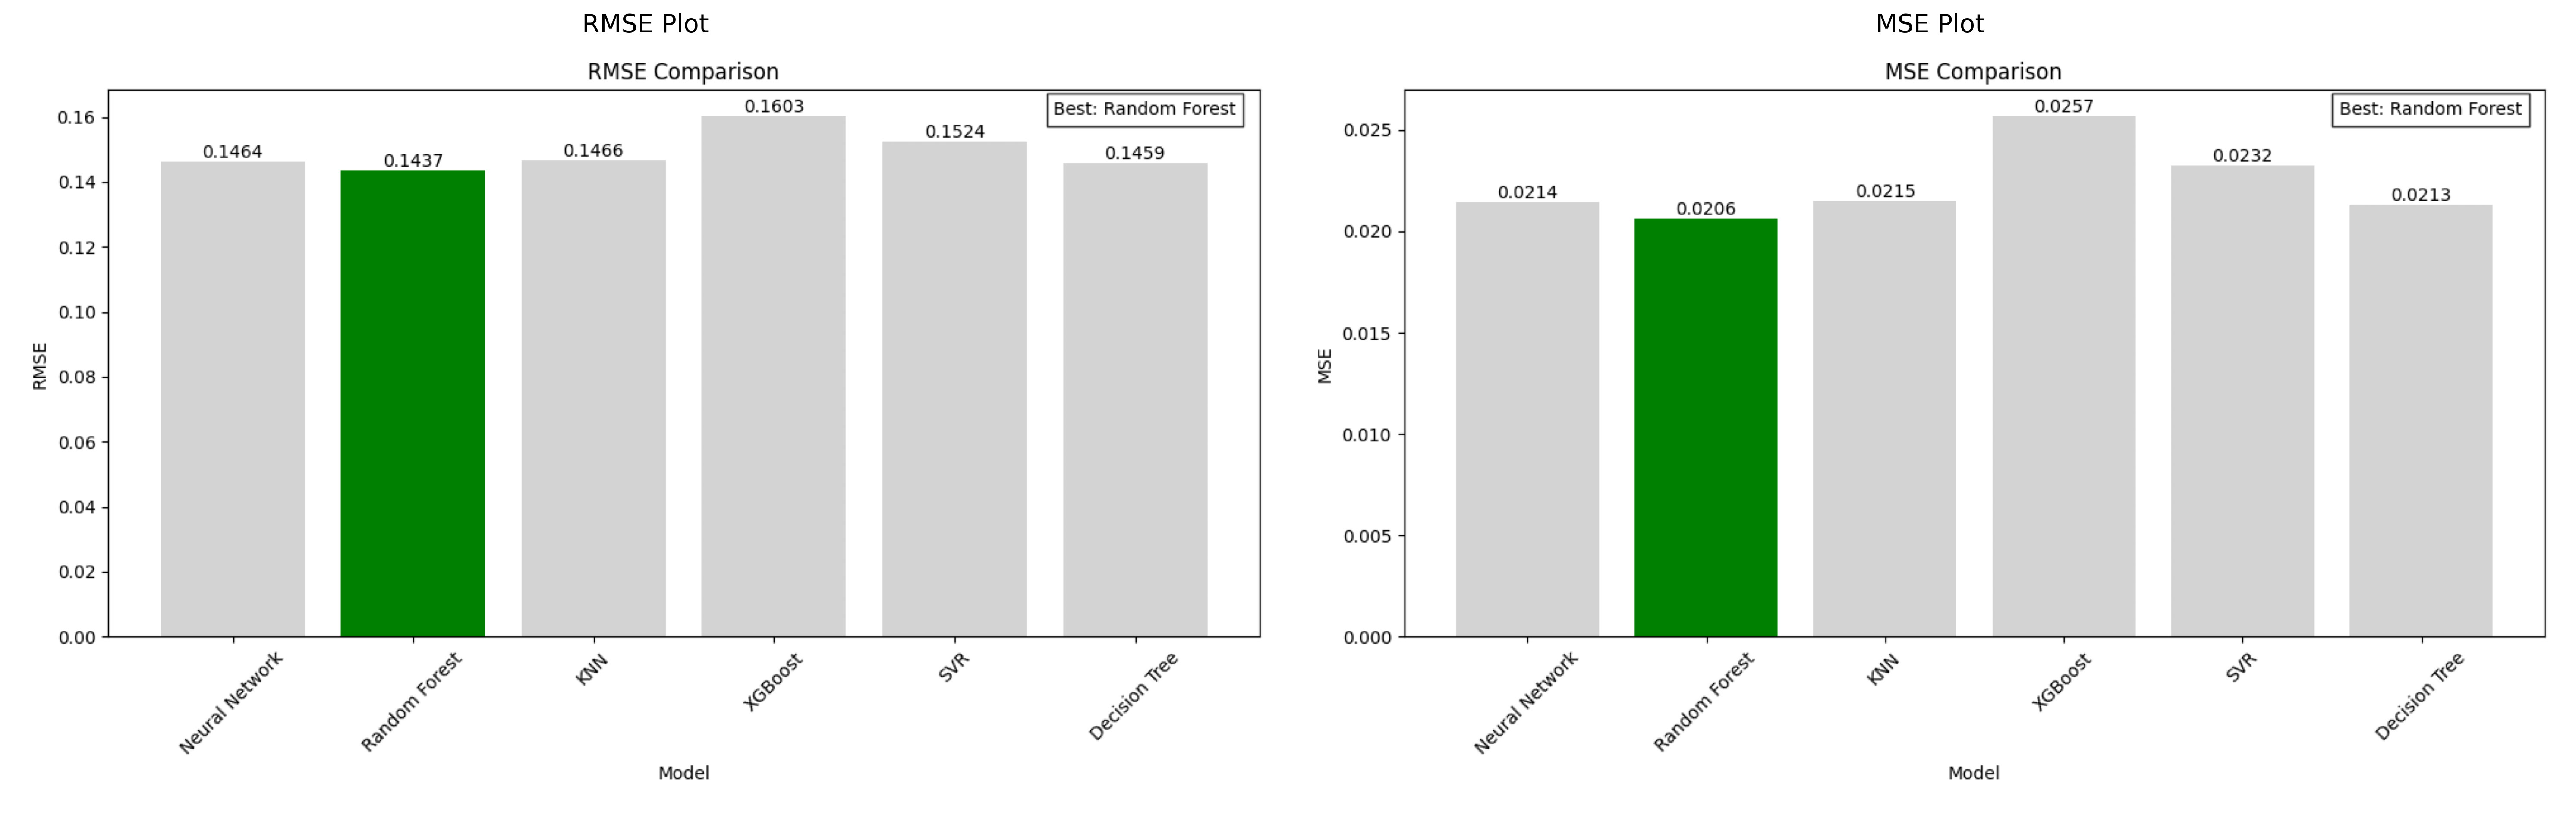 RMSE Plot
RMSE Comparison
Best: Random Forest
RMSE
0.16
0.14
0.12
0.10
0.08
0.06
0.04
0.02
0.00
0.1464
0.1437
0.1466
0.1603
0.1524
0.1459
Neural Network
Random Forest
KNN
XGBoost
SVR
Decision Tree
Model
MSE Plot
MSE Comparison
Best: Random Forest
MSE
0.025
0.020
0.015
0.010
0.005
0.000
0.0214
0.0206
0.0215
0.0257
0.0232
0.0213
Neural Network
Random Forest
KNN
XGBoost
SVR
Decision Tree
Model